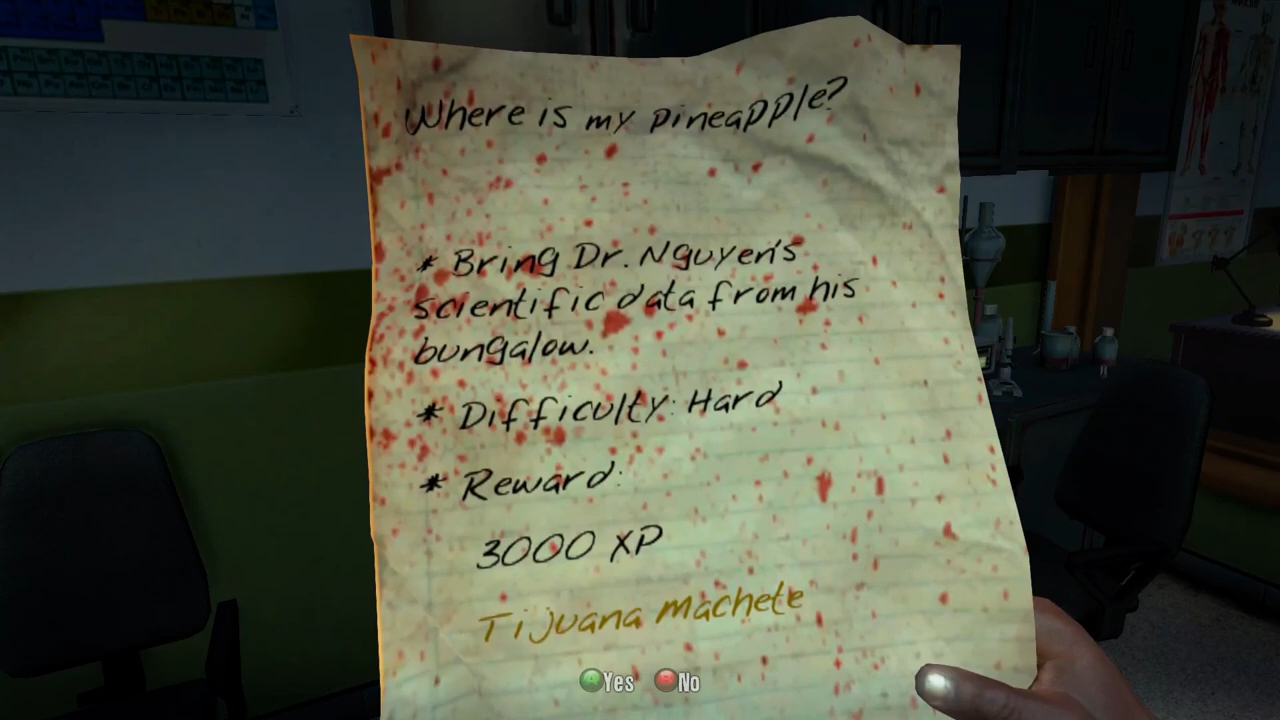 Where is my pineapple?
* Bring Dr. Nguyen's
scientific data from his
bungalow.
* Difficulty: Hard
* Reward:
3000 XP
Tijuana machete
Yes No